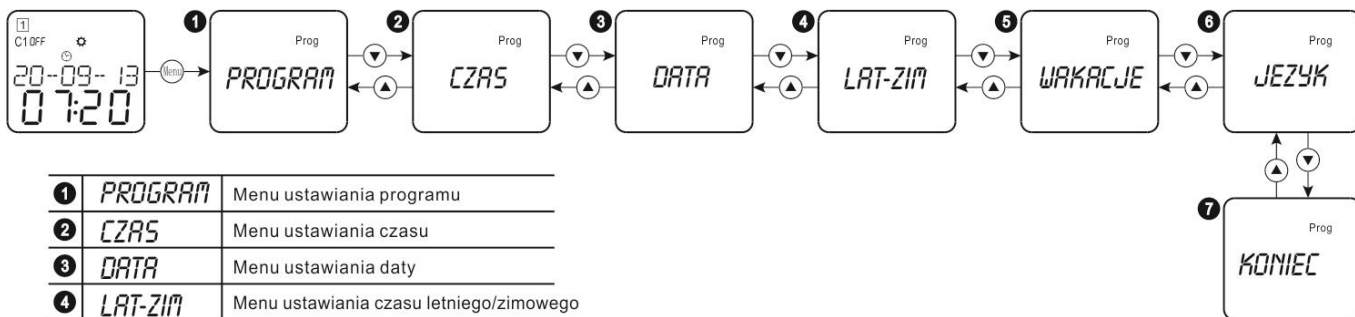 1
C1 OFF
20-09-13
07:20
Menu
1
Prog
PROGRAM
2
Prog
CZAS
3
Prog
DATA
4
Prog
LAT-ZIM
5
Prog
WAKACJE
6
Prog
JEZYK
7
Prog
KONIEC
1 PROGRAM Menu ustawiania programu
2 CZAS Menu ustawiania czasu
3 DATA Menu ustawiania daty
4 LAT-ZIM Menu ustawiania czasu letniego/zimowego